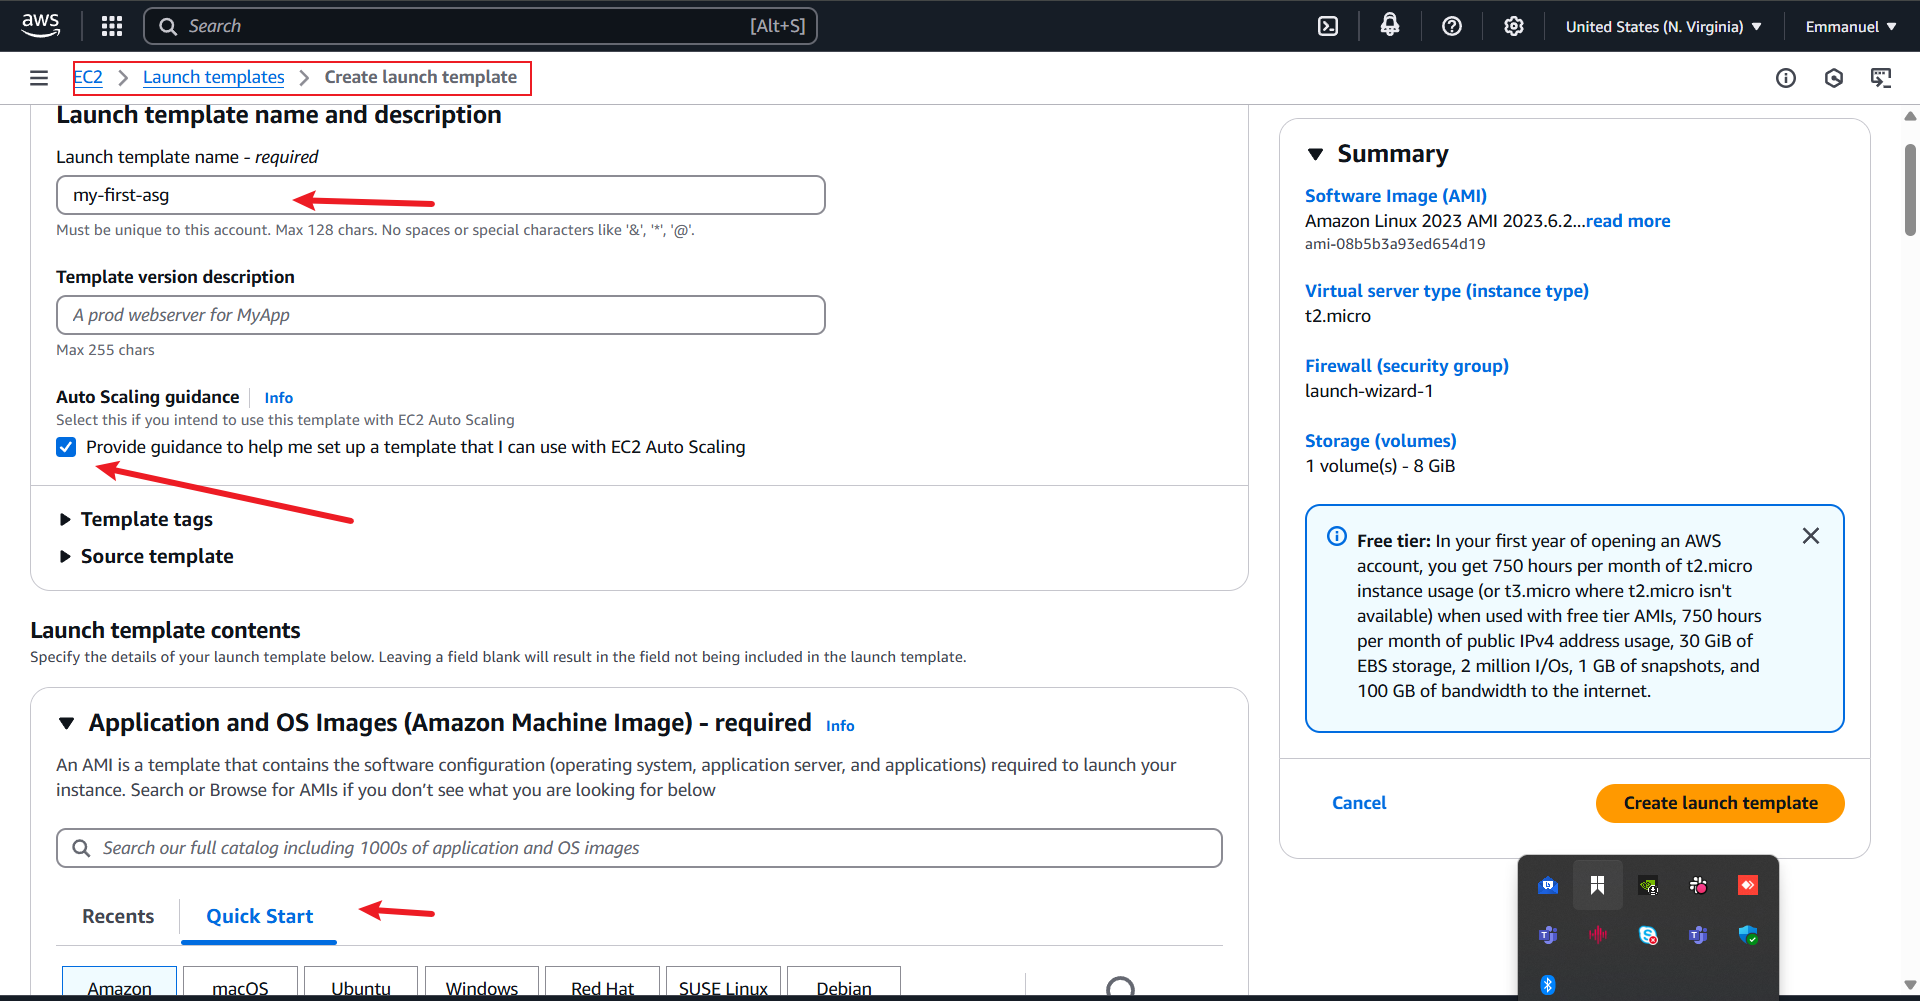 aws
Search
[Alt+S]
United States (N. Virginia)
Emmanuel
EC2
Launch templates
Create launch template
Launch template name and description
Launch template name - required
my-first-asg
Must be unique to this account. Max 128 chars. No spaces or special characters like '&', '*', '@'.
Template version description
A prod webserver for MyApp
Max 255 chars
Auto Scaling guidance
Info
Select this if you intend to use this template with EC2 Auto Scaling
Provide guidance to help me set up a template that I can use with EC2 Auto Scaling
Template tags
Source template
Launch template contents
Specify the details of your launch template below. Leaving a field blank will result in the field not being included in the launch template.
Application and OS Images (Amazon Machine Image) - required
Info
An AMI is a template that contains the software configuration (operating system, application server, and applications) required to launch your
instance. Search or Browse for AMIs if you don’t see what you are looking for below
Search our full catalog including 1000s of application and OS images
Recents
Quick Start
Amazon
macOS
Ubuntu
Windows
Red Hat
SUSE Linux
Debian
Summary
Software Image (AMI)
Amazon Linux 2023 AMI 2023.6.2...read more
ami-08b5b3a93ed654d19
Virtual server type (instance type)
t2.micro
Firewall (security group)
launch-wizard-1
Storage (volumes)
1 volume(s) - 8 GiB
Free tier: In your first year of opening an AWS
account, you get 750 hours per month of t2.micro
instance usage (or t3.micro where t2.micro isn't
available) when used with free tier AMIs, 750 hours
per month of public IPv4 address usage, 30 GiB of
EBS storage, 2 million I/Os, 1 GB of snapshots, and
100 GB of bandwidth to the internet.
Cancel
Create launch template